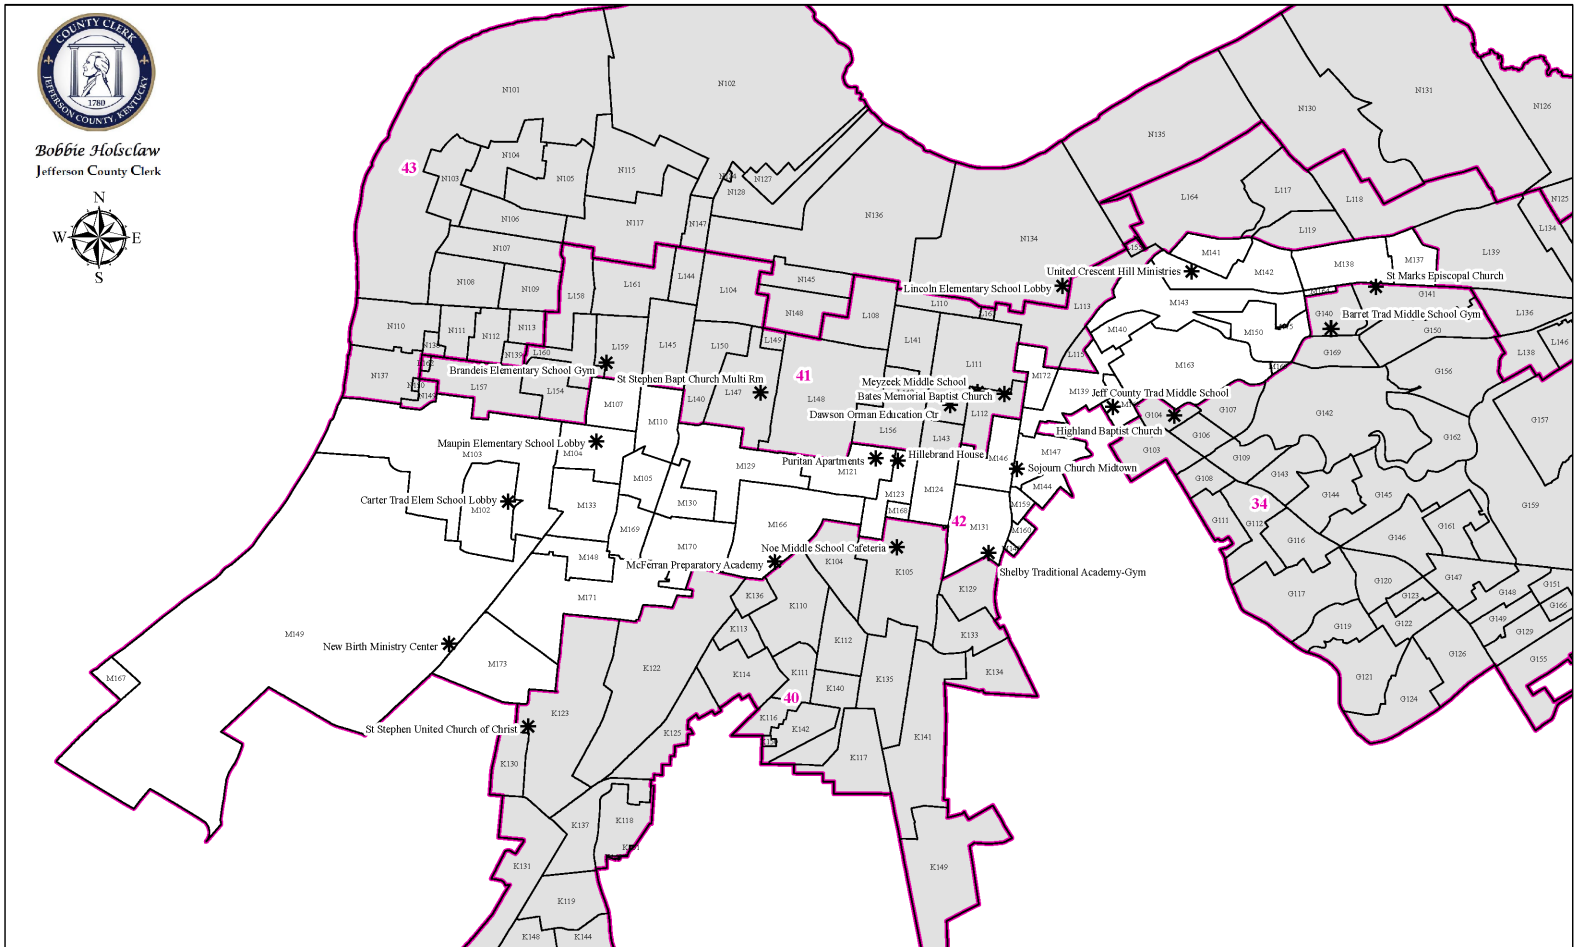 COUNTY CLERK
1780
JEFFERSON COUNTY, KENTUCKY
Bobbie Holsclaw
Jefferson County Clerk
N
W E
S
N101
N102
N131
N130
N126
N135
N104
N103
N105
N115
N127
N128
43
L164
L117
L118
N125
N106
N117
N147
N136
N134
L119
L134
N107
M141
M142
M138
M137
L139
United Crescent Hill Ministries
St Marks Episcopal Church
N108
N109
L158
L161
L144
L104
N145
Lincoln Elementary School Lobby
G141
M143
L110
L113
N148
L108
G140
Barret Trad Middle School Gym
L136
N110
N111
N112
N113
M140
M150
G150
L159
L145
L150
L149
L141
L160
N139
G169
L138
L146
L111
L115
M163
G156
Brandeis Elementary School Gym
N137
L157
L154
St Stephen Bapt Church Multi Rm
41
M172
Meyzeek Middle School
L140
L147
L148
Bates Memorial Baptist Church
M139
Jeff County Trad Middle School
M107
N149
Dawson Orman Education Ctr
L112
G104
G107
G142
G157
M110
L156
L143
Highland Baptist Church
G106
G162
Maupin Elementary School Lobby
M104
M103
Puritan Apartments
Hillebrand House
M146
M147
G103
G109
M129
M121
Sojourn Church Midtown
M105
G108
G143
M144
Carter Trad Elem School Lobby
M102
M133
M130
M123
M124
G144
G145
34
M159
G159
M168
M169
M166
42
M131
M160
G111
G112
G161
G116
G146
Noe Middle School Cafeteria
M170
M148
McFerran Preparatory Academy
K104
K105
Shelby Traditional Academy-Gym
G120
G147
G151
K129
M171
K136
K110
G117
G123
G148
G166
G149
K113
K112
K133
G119
G122
G129
M149
New Birth Ministry Center
M173
K122
K114
K111
K135
K134
G126
G155
M167
K140
40
G121
G124
K123
K116
K142
St Stephen United Church of Christ
K125
K141
K130
K117
K137
K118
K131
K149
K119
K148
K144